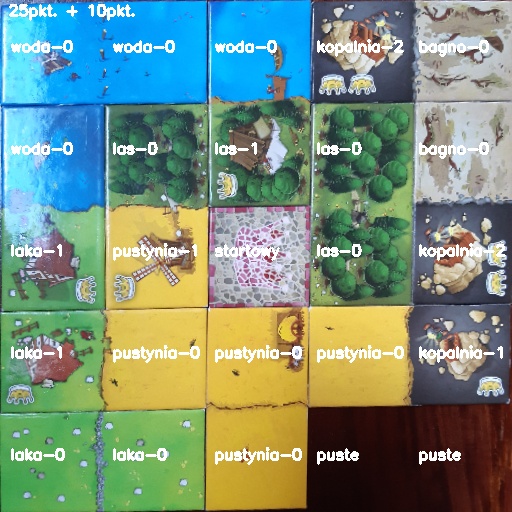 25pkt. + 10pkt.
woda-0 woda-0 woda-0 kopalnia-2 bagno-0
woda-0 las-0 las-1 las-0 bagno-0
laka-1 pustynia-1 startowy las-0 kopalnia-2
laka-1 pustynia-0 pustynia-0 pustynia-0 kopalnia-1
laka-0 laka-0 pustynia-0 puste puste